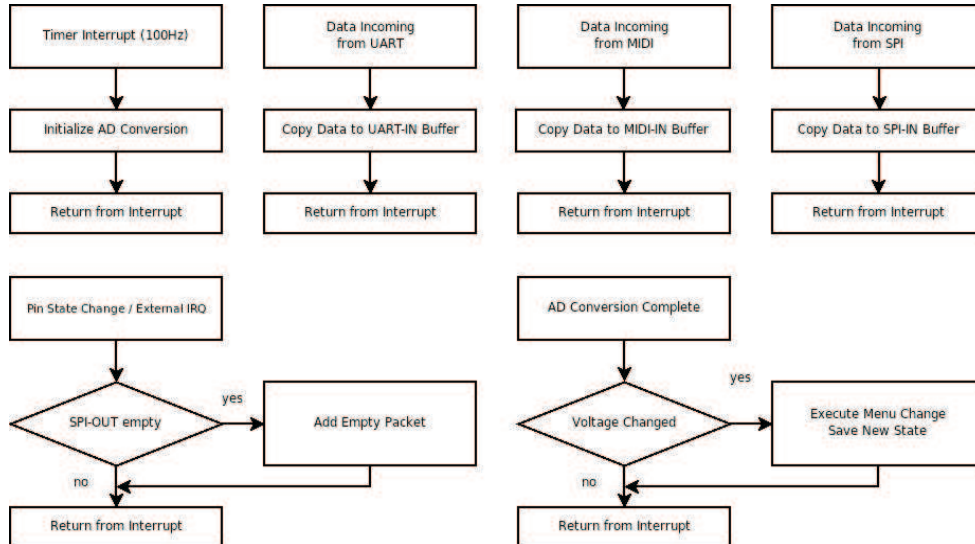 Timer Interrupt (100Hz)
Data Incoming
from UART
Data Incoming
from MIDI
Data Incoming
from SPI
Initialize AD Conversion
Copy Data to UART-IN Buffer
Copy Data to MIDI-IN Buffer
Copy Data to SPI-IN Buffer
Return from Interrupt
Return from Interrupt
Return from Interrupt
Return from Interrupt
Pin State Change / External IRQ
SPI-OUT empty
yes
Add Empty Packet
no
Return from Interrupt
AD Conversion Complete
Voltage Changed
yes
Execute Menu Change
Save New State
no
Return from Interrupt